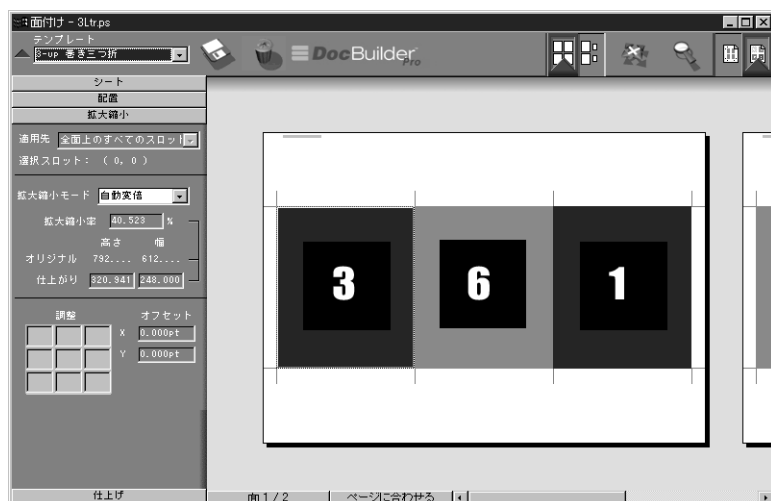 面付け - 3Ltr.ps
テンプレート
3-up 巻き三つ折
DocBuilder Pro
シート
配置
拡大縮小
適用先 全面上のすべてのスロット
選択スロット： ( 0, 0 )
拡大縮小モード 自動変倍
拡大縮小率 40.523 %
高さ 幅
オリジナル 792.... 612....
仕上がり 320.941 248.000
調整 オフセット
X 0.000pt
Y 0.000pt
3 6 1
仕上げ
面 1 / 2 ページに合わせる